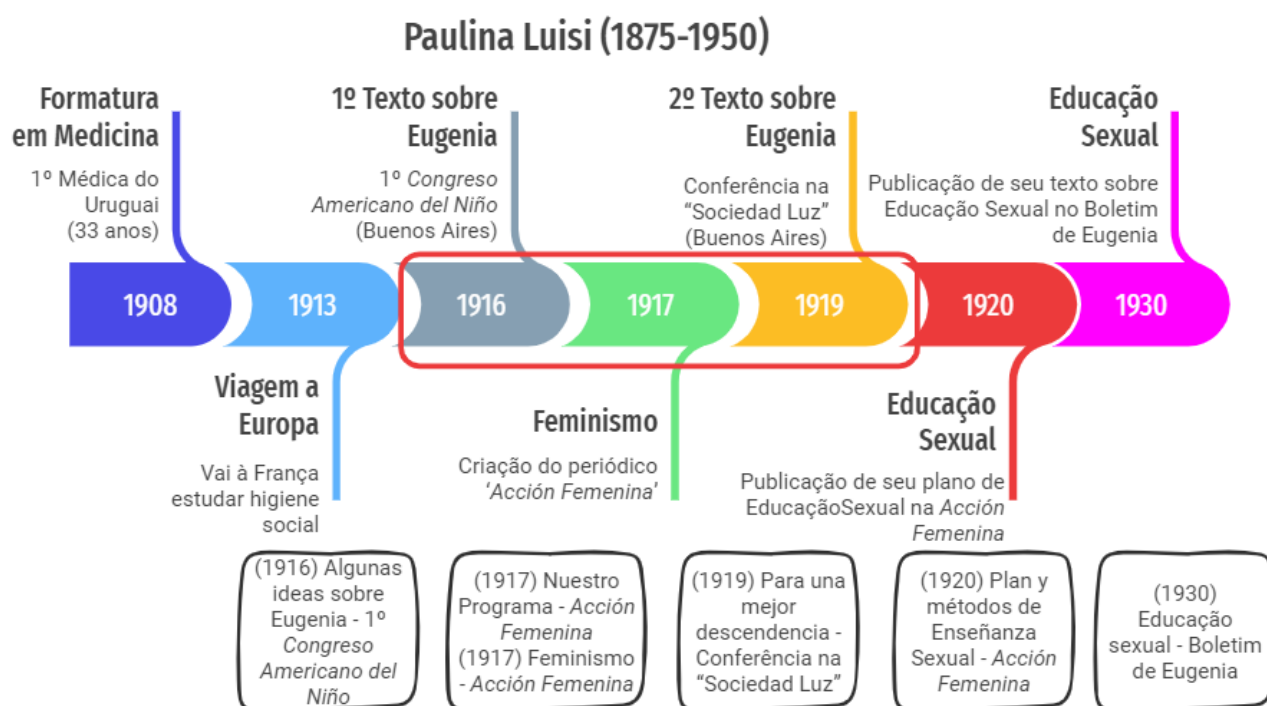 Paulina Luisi (1875-1950)
Formatura
em Medicina
1º Médica do
Uruguai
(33 anos)
1º Texto sobre
Eugenia
1º Congreso
Americano del Niño
(Buenos Aires)
2º Texto sobre
Eugenia
Conferência na
“Sociedad Luz”
(Buenos Aires)
Educação
Sexual
Publicação de seu texto sobre
Educação Sexual no Boletim
de Eugenia
1908
1913
1916
1917
1919
1920
1930
Viagem a
Europa
Vai à França
estudar higiene
social
Feminismo
Criação do periódico
‘Acción Femenina’
Educação
Sexual
Publicação de seu plano de
EducaçãoSexual na Acción
Femenina
(1916) Algunas
ideas sobre
Eugenia - 1º
Congreso
Americano del
Niño
(1917) Nuestro
Programa - Acción
Femenina
(1917) Feminismo
- Acción Femenina
(1919) Para una
mejor
descendencia -
Conferência na
“Sociedad Luz”
(1920) Plan y
métodos de
Enseñanza
Sexual - Acción
Femenina
(1930)
Educação
sexual - Boletim
de Eugenia